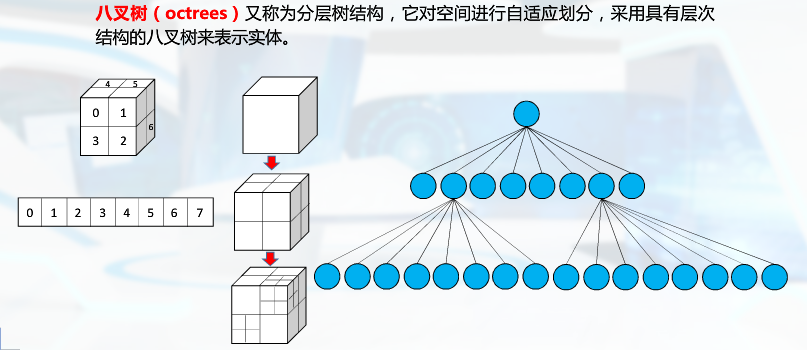 八叉树（octrees）又称为分层树结构，它对空间进行自适应划分，采用具有层次
结构的八叉树来表示实体。
4 5
0 1
6
3 2
0 1 2 3 4 5 6 7